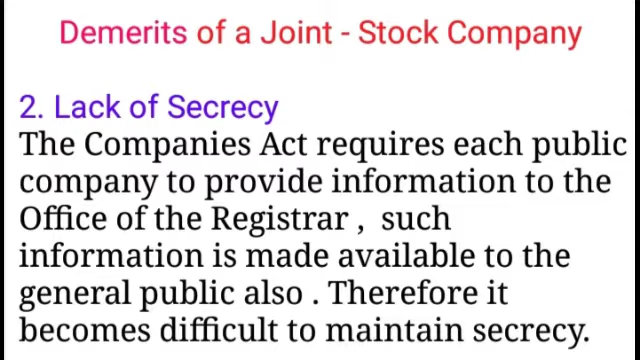 Demerits of a Joint - Stock Company
2. Lack of Secrecy
The Companies Act requires each public
company to provide information to the
Office of the Registrar , such
information is made available to the
general public also . Therefore it
becomes difficult to maintain secrecy.